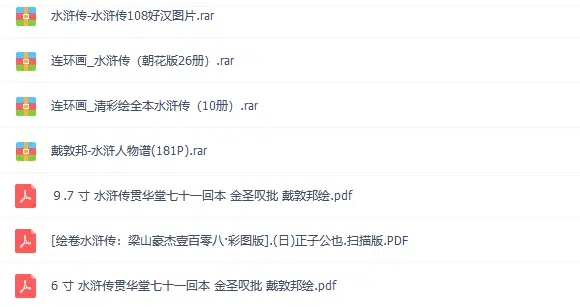 水浒传-水浒传108好汉图片.rar
连环画_水浒传（朝花版26册）.rar
连环画_清彩绘全本水浒传（10册）.rar
戴敦邦-水浒人物谱(181P).rar
９.7 寸 水浒传贯华堂七十一回本 金圣叹批 戴敦邦绘.pdf
[绘卷水浒传：梁山豪杰壹百零八·彩图版].(日)正子公也.扫描版.PDF
6 寸 水浒传贯华堂七十一回本 金圣叹批 戴敦邦绘.pdf